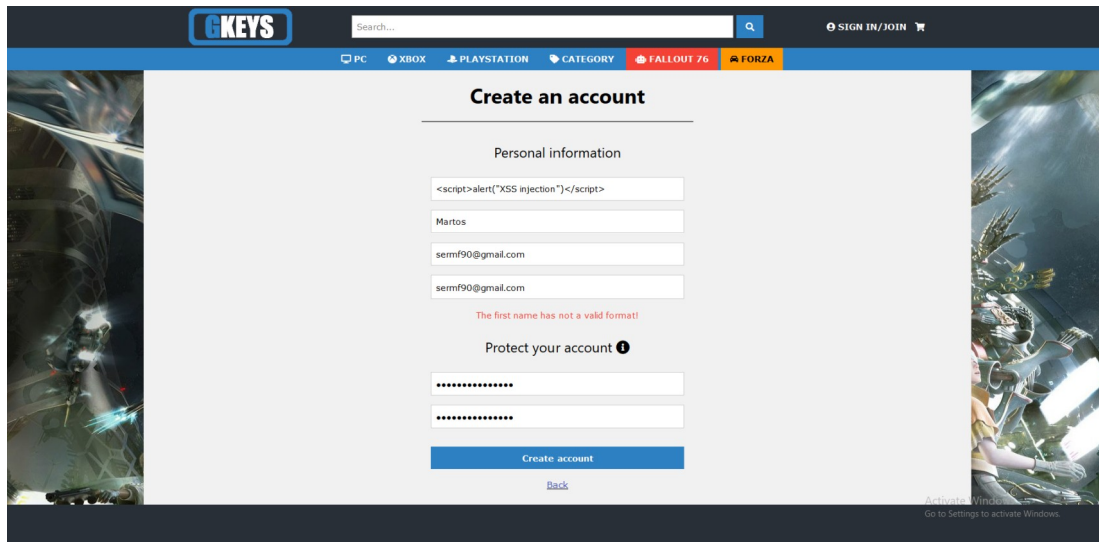 GKEYS
Search...
SIGN IN/JOIN
PC XBOX PLAYSTATION CATEGORY FALLOUT 76 FORZA
Create an account
Personal information
<script>alert("XSS injection")</script>
Martos
sermf90@gmail.com
sermf90@gmail.com
The first name has not a valid format!
Protect your account
•••••••••••••••
•••••••••••••••
Create account
Back
Activate Windows
Go to Settings to activate Windows.